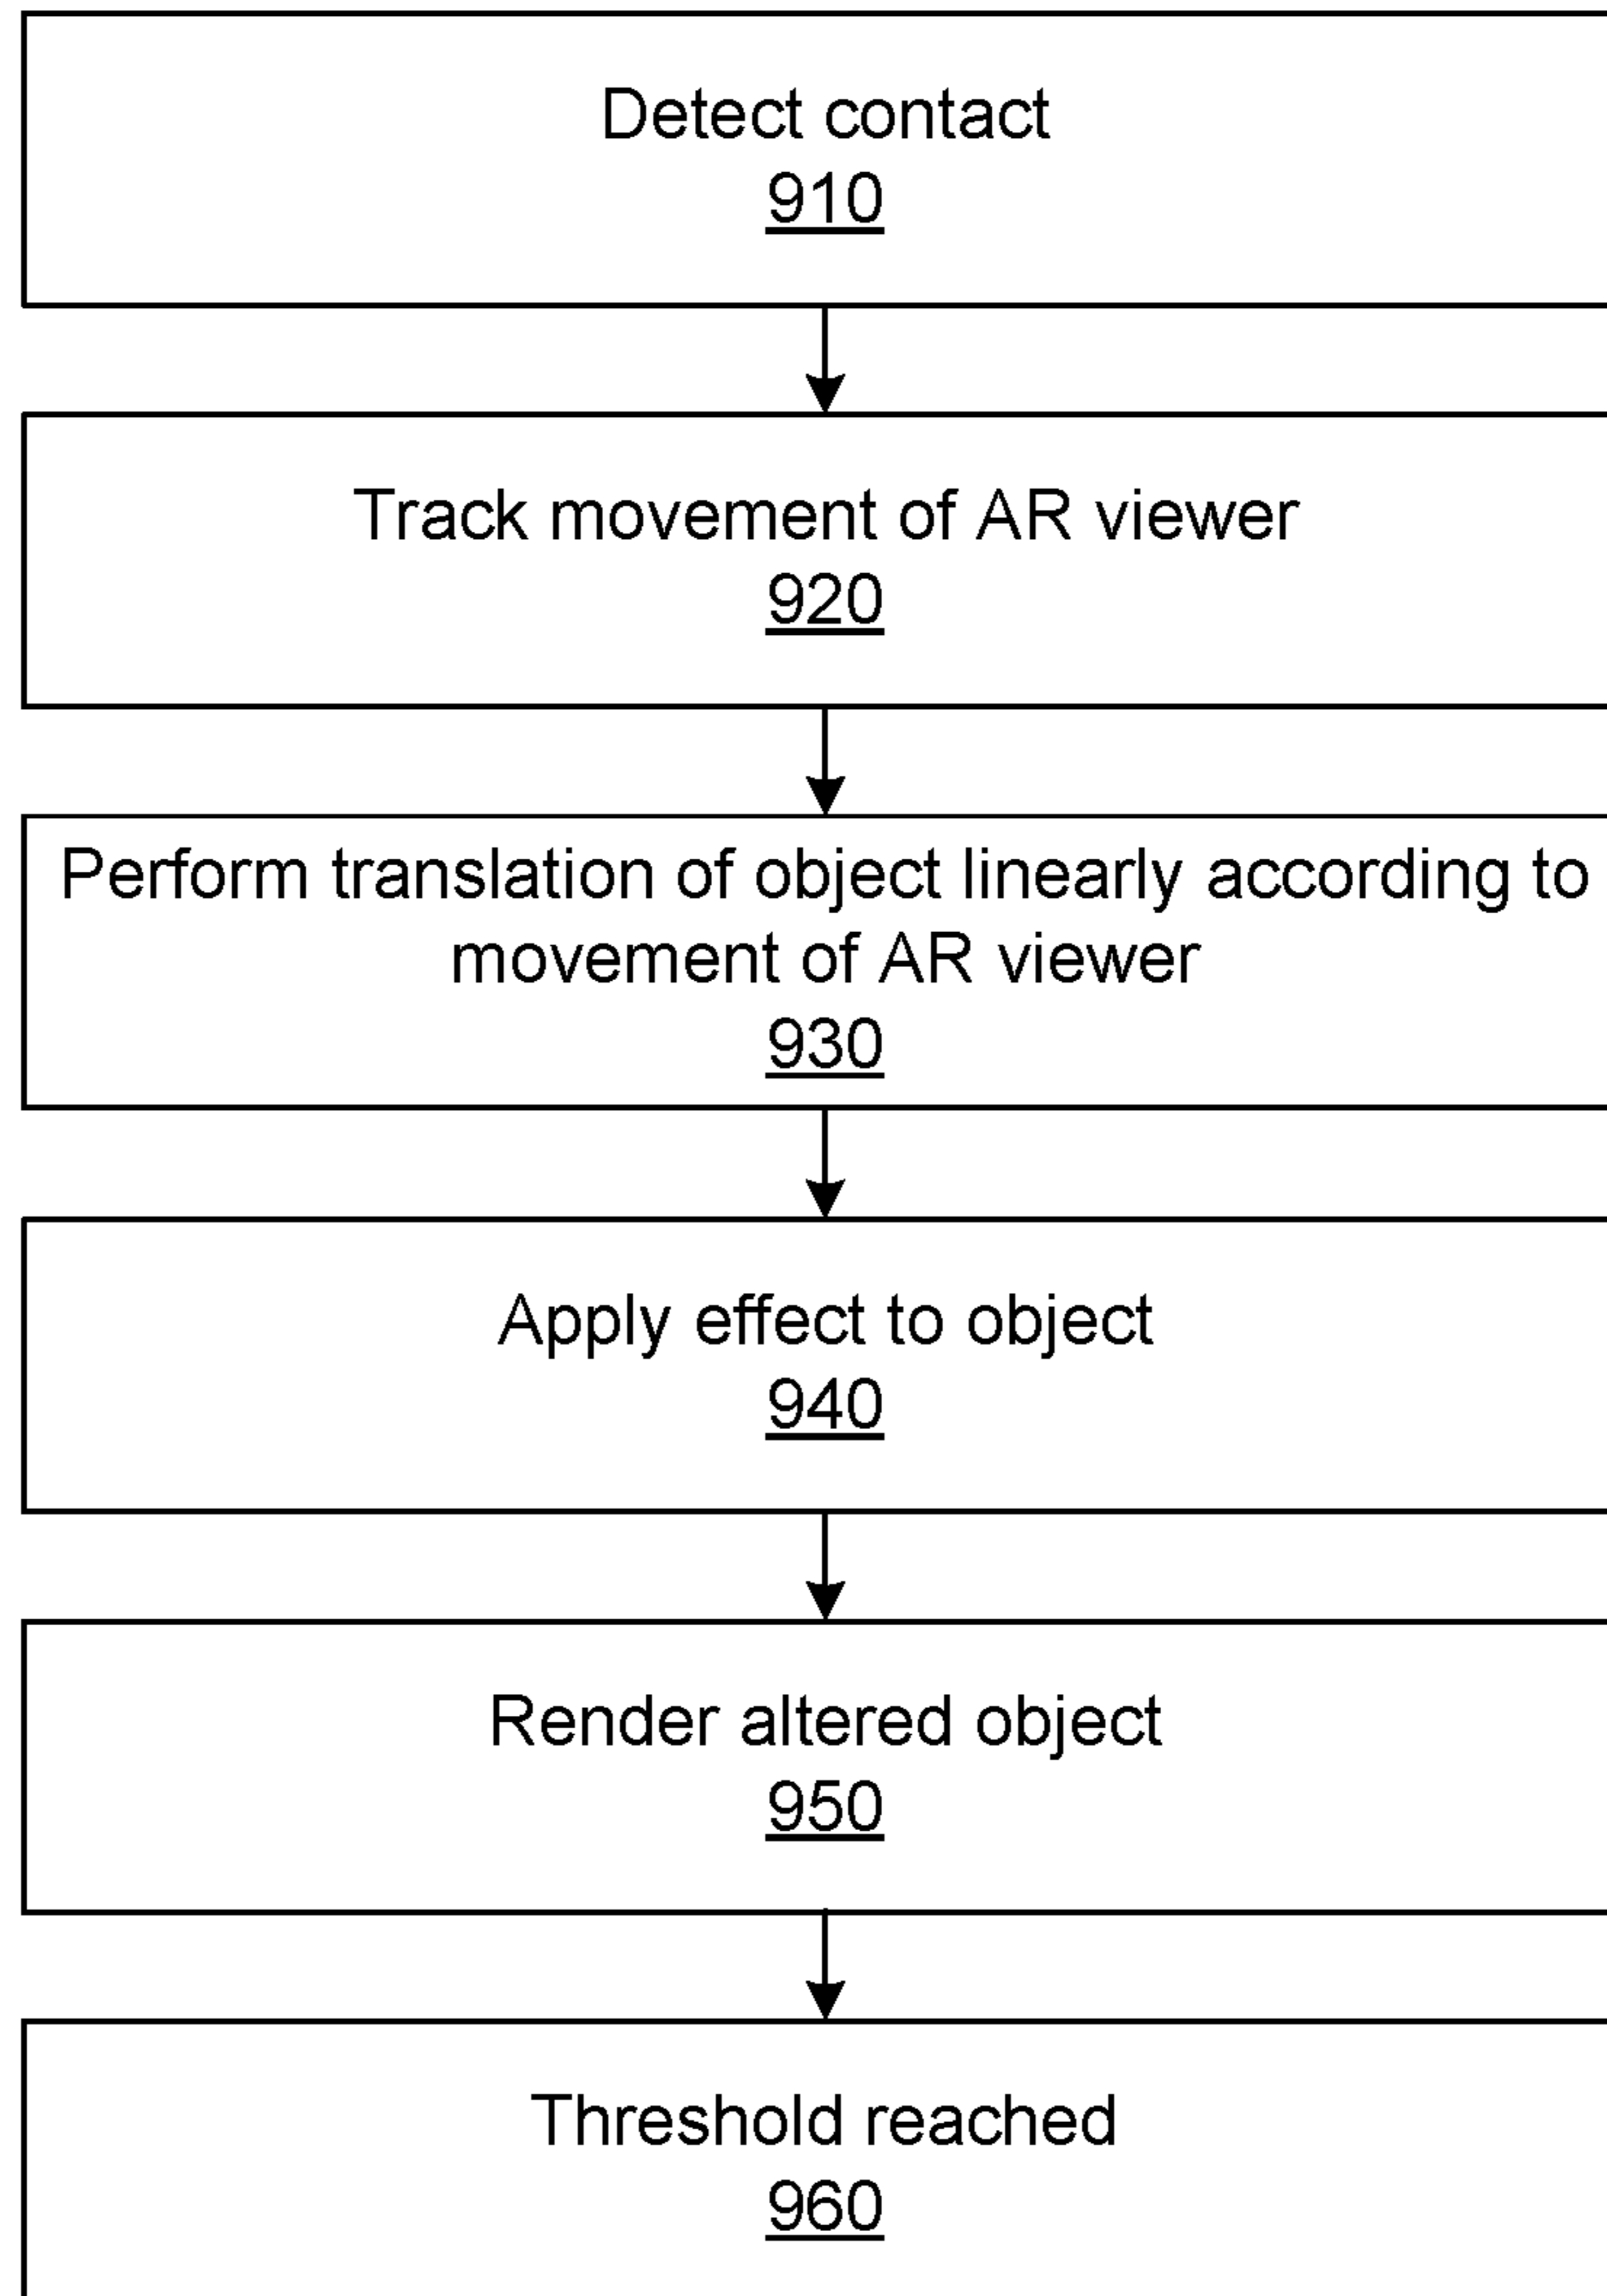 Detect contact
910
Track movement of AR viewer
920
Perform translation of object linearly according to
movement of AR viewer
930
Apply effect to object
940
Render altered object
950
Threshold reached
960